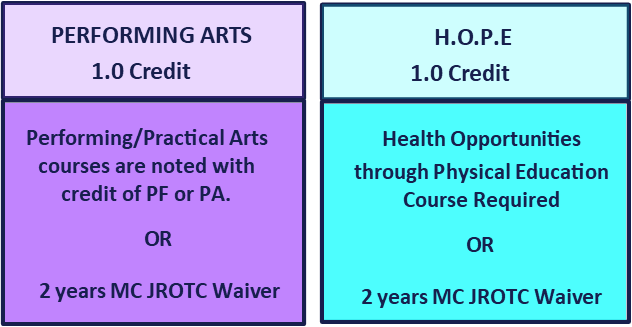 PERFORMING ARTS
1.0 Credit
Performing/Practical Arts
courses are noted with
credit of PF or PA.
OR
2 years MC JROTC Waiver
H.O.P.E
1.0 Credit
Health Opportunities
through Physical Education
Course Required
OR
2 years MC JROTC Waiver